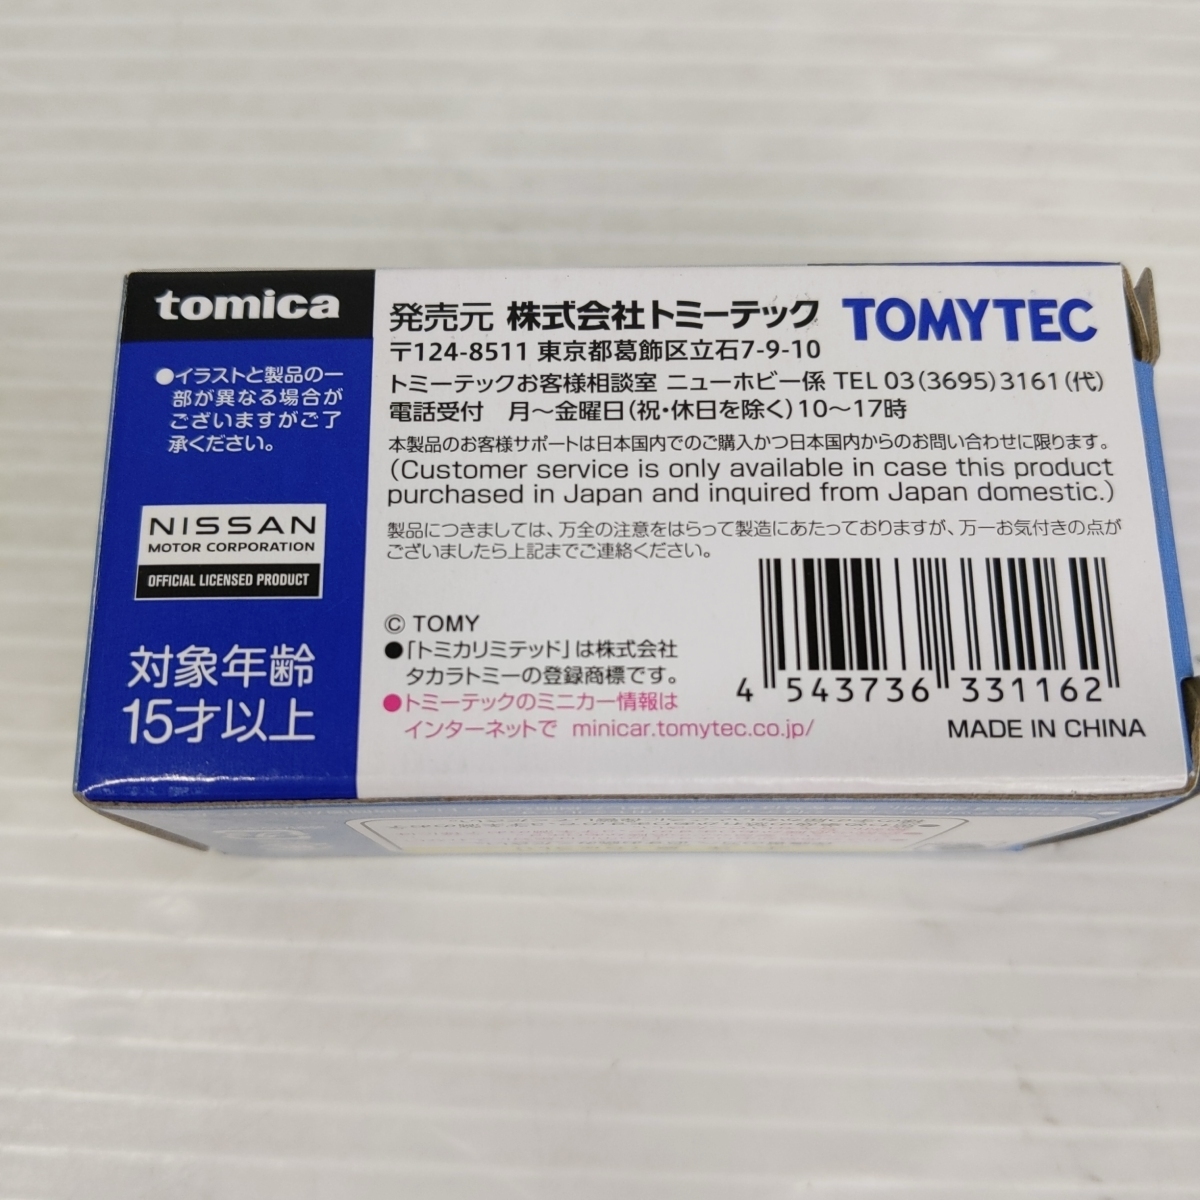 tomica
●イラストと製品の一
部が異なる場合が
ございますがご了
承ください。
NISSAN
MOTOR CORPORATION
OFFICIAL LICENSED PRODUCT
対象年齢
15才以上
発売元 株式会社トミーテック TOMYTEC
〒124-8511 東京都葛飾区立石7-9-10
トミーテックお客様相談室 ニューホビー係 TEL 03(3695)3161(代)
電話受付 月～金曜日(祝・休日を除く)10～17時
本製品のお客様サポートは日本国内でのご購入かつ日本国内からのお問い合わせに限ります。
(Customer service is only available in case this product
purchased in Japan and inquired from Japan domestic.)
製品につきましては、万全の注意をはらって製造にあたっておりますが、万一お気付きの点が
ございましたら上記までご連絡ください。
© TOMY
●「トミカリミテッド」は株式会社
タカラトミーの登録商標です。
●トミーテックのミニカー情報は
インターネットで minicar.tomytec.co.jp/
4 543736 331162
MADE IN CHINA